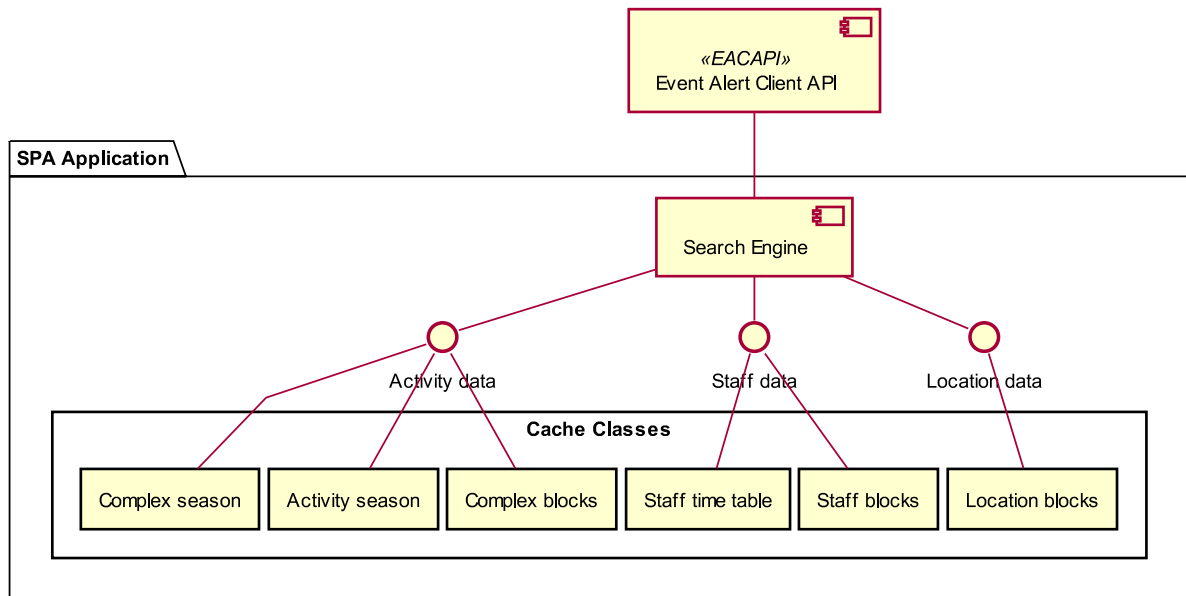 «EACAPI»
Event Alert Client API
SPA Application
Search Engine
Activity data
Staff data
Location data
Cache Classes
Complex season
Activity season
Complex blocks
Staff time table
Staff blocks
Location blocks